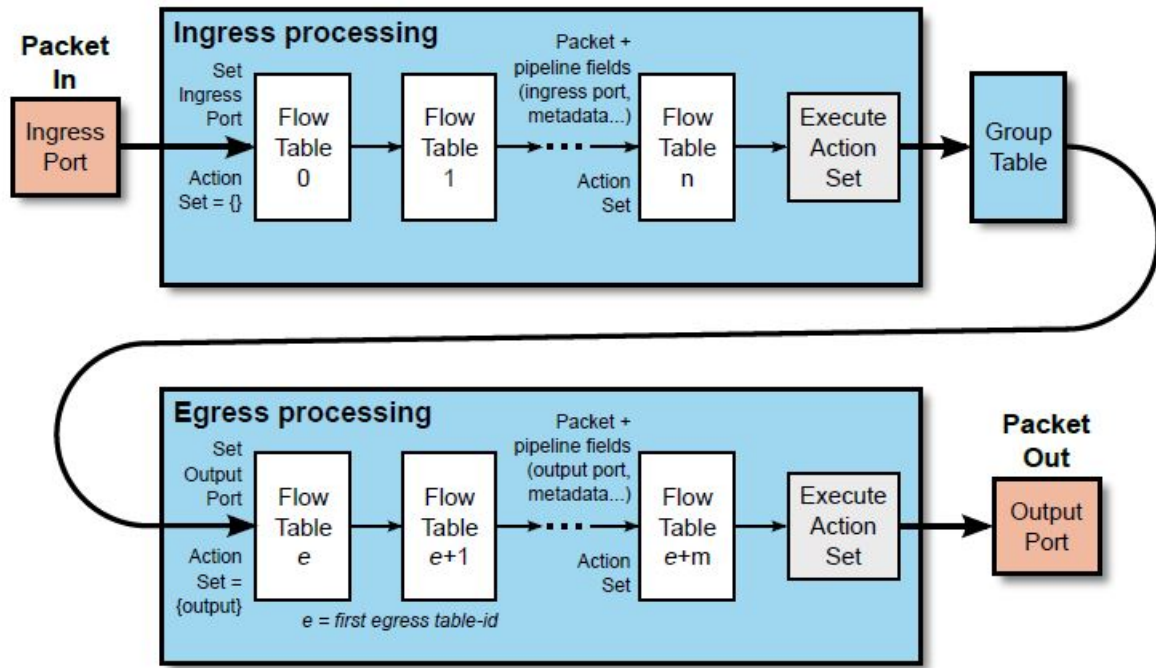 Ingress processing
Packet
In
Ingress
Port
Set
Ingress
Port
Action
Set = {}
Flow
Table
0
Flow
Table
1
Packet +
pipeline fields
(ingress port,
metadata...)
Action
Set
Flow
Table
n
Execute
Action
Set
Group
Table
Egress processing
Set
Output
Port
Action
Set =
{output}
Flow
Table
e
Flow
Table
e+1
e = first egress table-id
Packet +
pipeline fields
(output port,
metadata...)
Action
Set
Flow
Table
e+m
Execute
Action
Set
Packet
Out
Output
Port